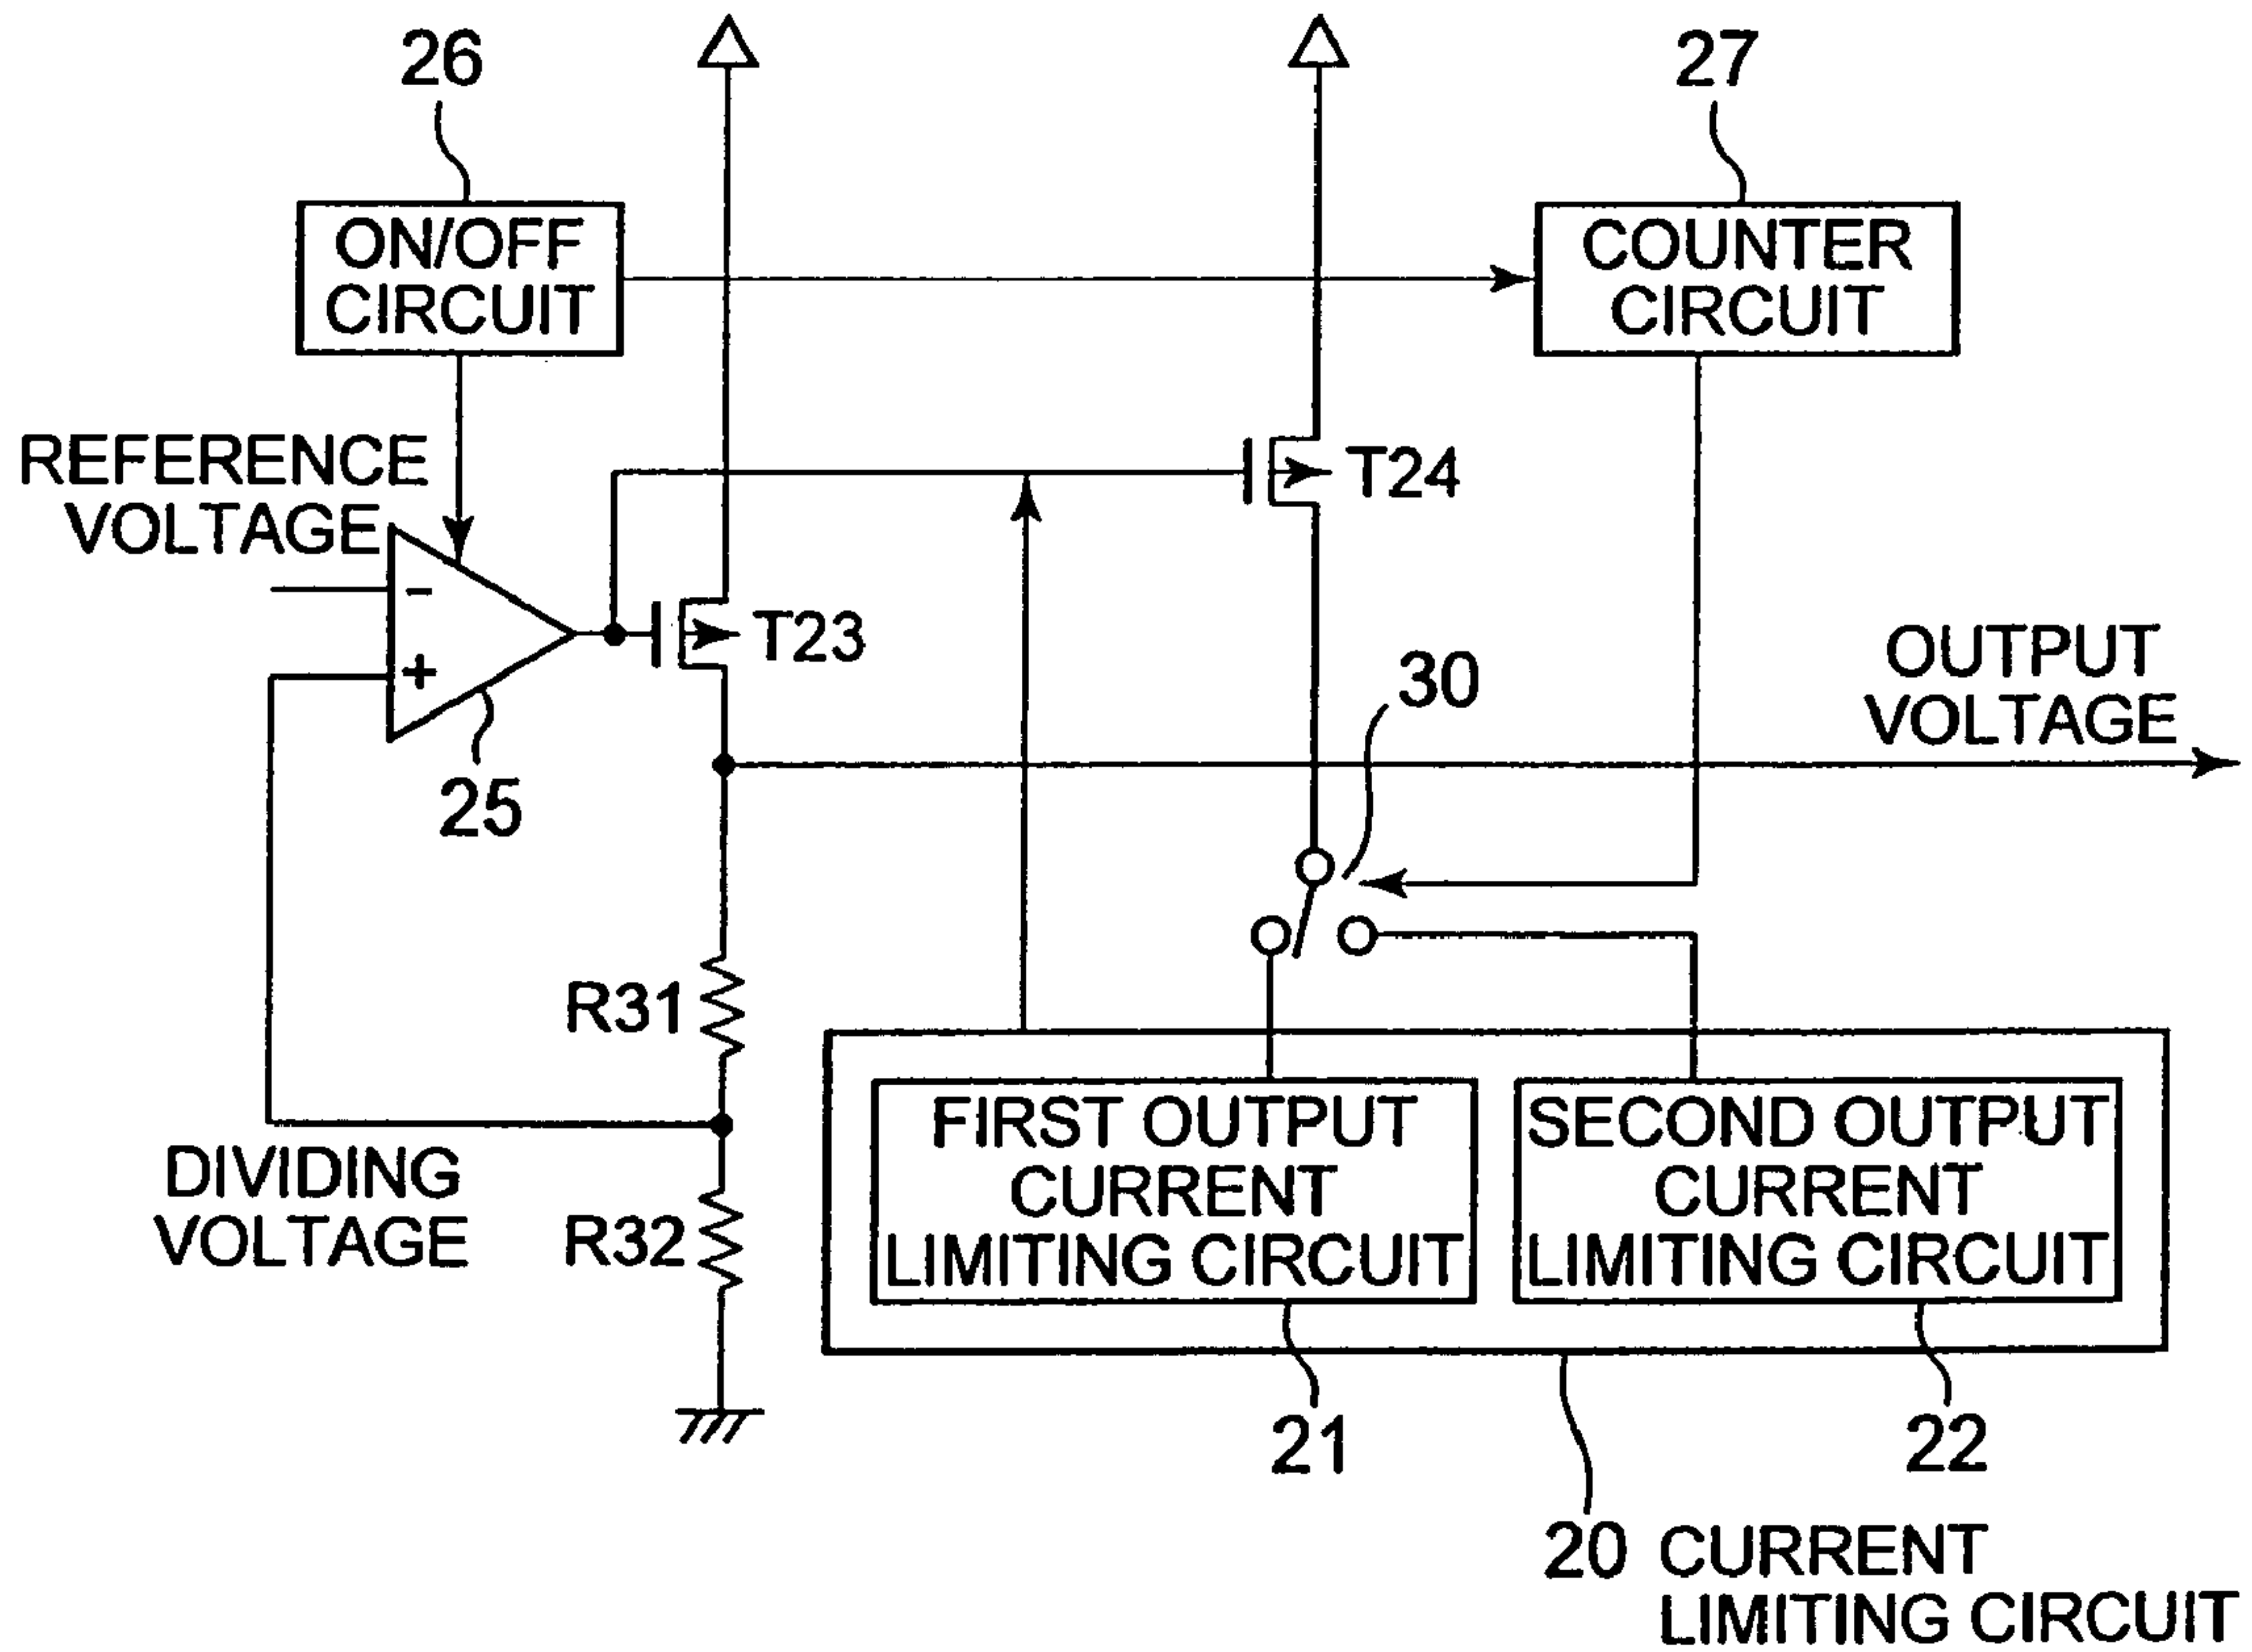 26
27
ON/OFF
CIRCUIT
COUNTER
CIRCUIT
REFERENCE
VOLTAGE
T24
-
+
T23
25
30
OUTPUT
VOLTAGE
R31
DIVIDING
VOLTAGE
R32
FIRST OUTPUT
CURRENT
LIMITING CIRCUIT
SECOND OUTPUT
CURRENT
LIMITING CIRCUIT
21
22
20 CURRENT
LIMITING CIRCUIT